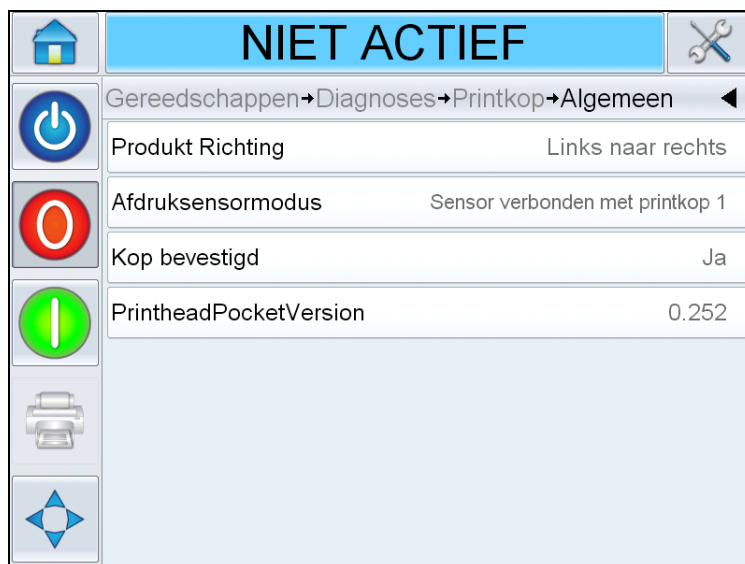 NIET ACTIEF
Gereedschappen→Diagnoses→Printkop→Algemeen
Produkt Richting Links naar rechts
Afdruksensormodus Sensor verbonden met printkop 1
Kop bevestigd Ja
PrintheadPocketVersion 0.252